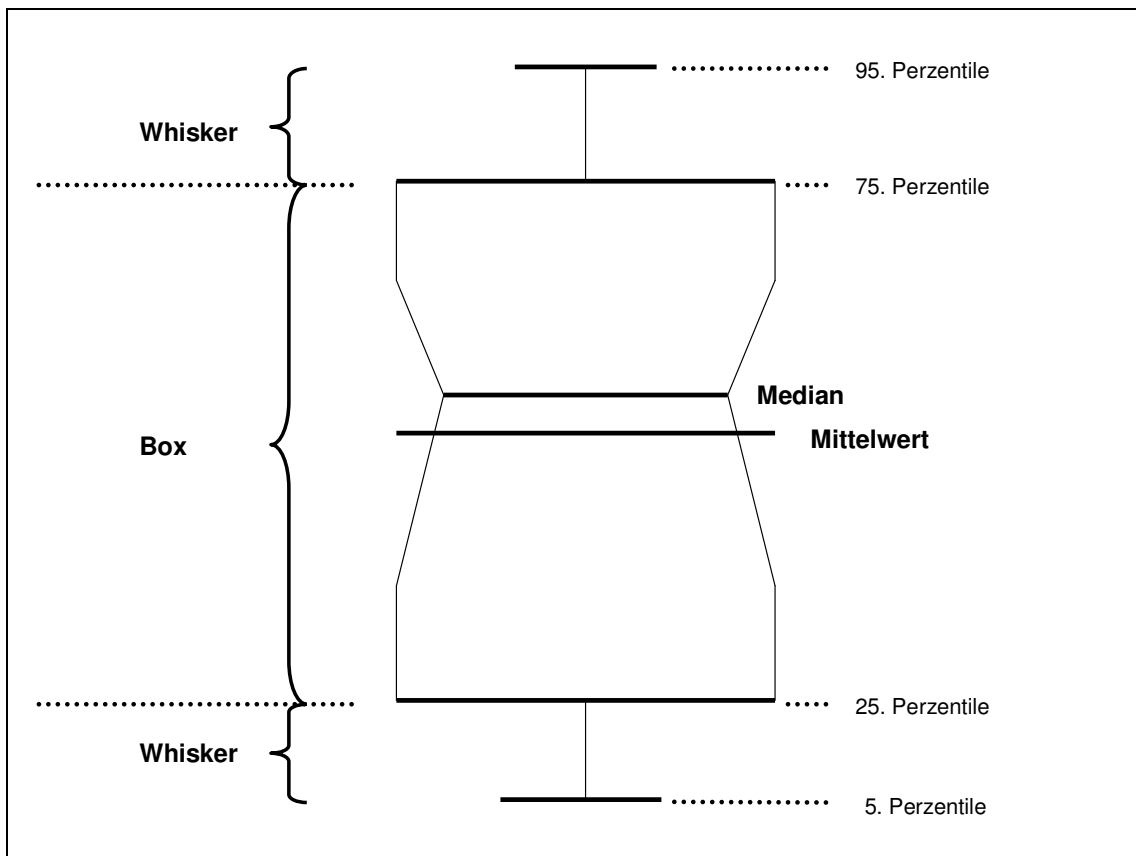 95. Perzentile
Whisker
75. Perzentile
Median
Mittelwert
Box
25. Perzentile
Whisker
5. Perzentile